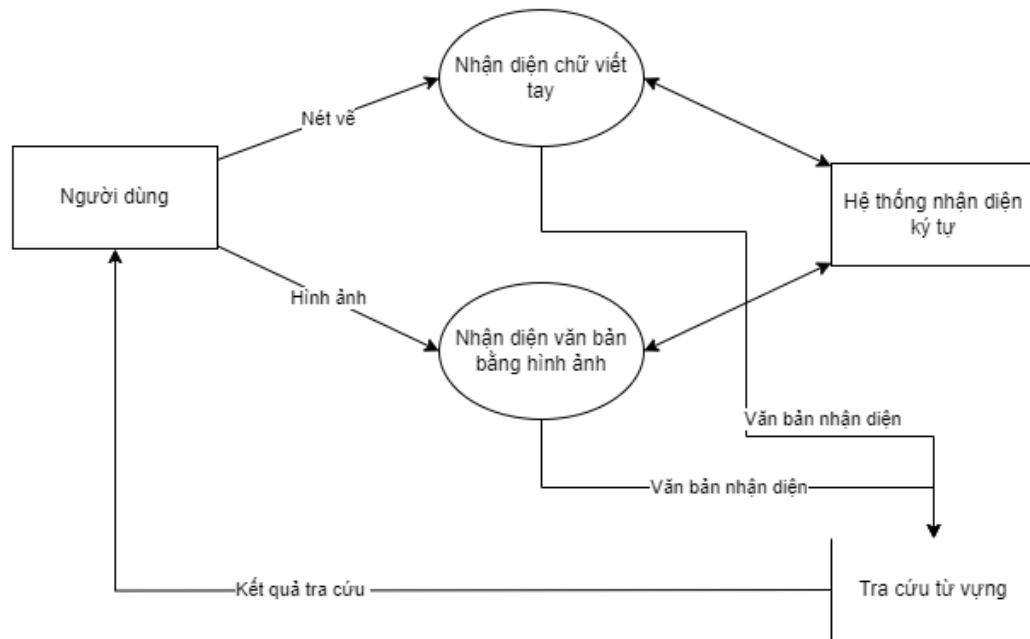 Nhận diện chữ viết
tay
Nét vẽ
Người dùng
Hệ thống nhận diện
ký tự
Hình ảnh
Nhận diện văn bản
bằng hình ảnh
Văn bản nhận diện
Văn bản nhận diện
Kết quả tra cứu
Tra cứu từ vựng